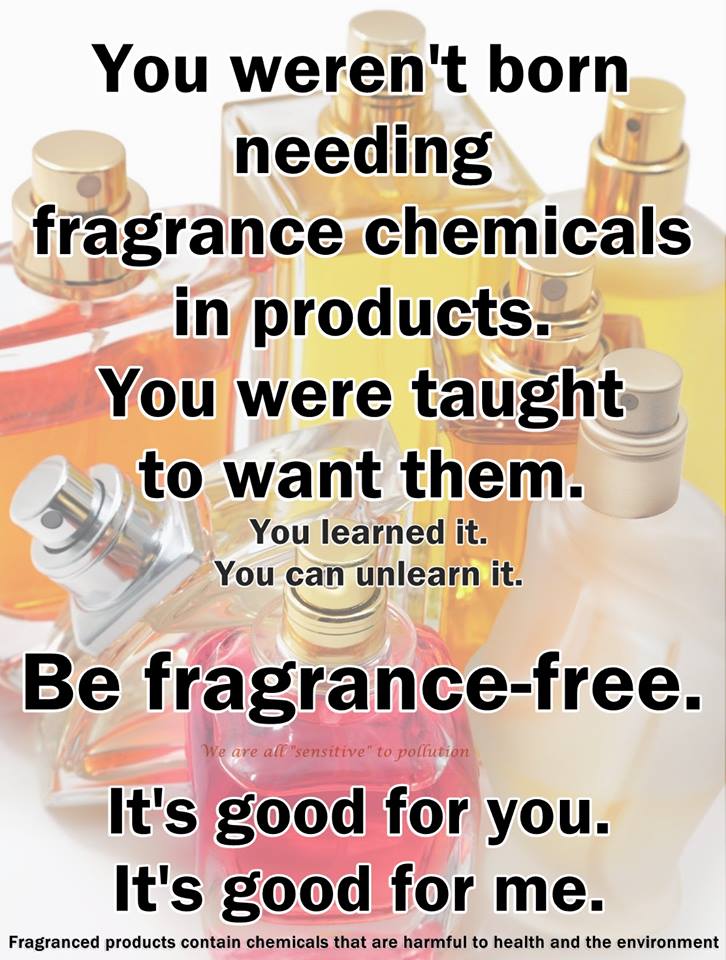 You weren't born
needing
fragrance chemicals
in products.
You were taught
to want them.
You learned it.
You can unlearn it.
Be fragrance-free.
We are all "sensitive" to pollution
It's good for you.
It's good for me.
Fragranced products contain chemicals that are harmful to health and the environment